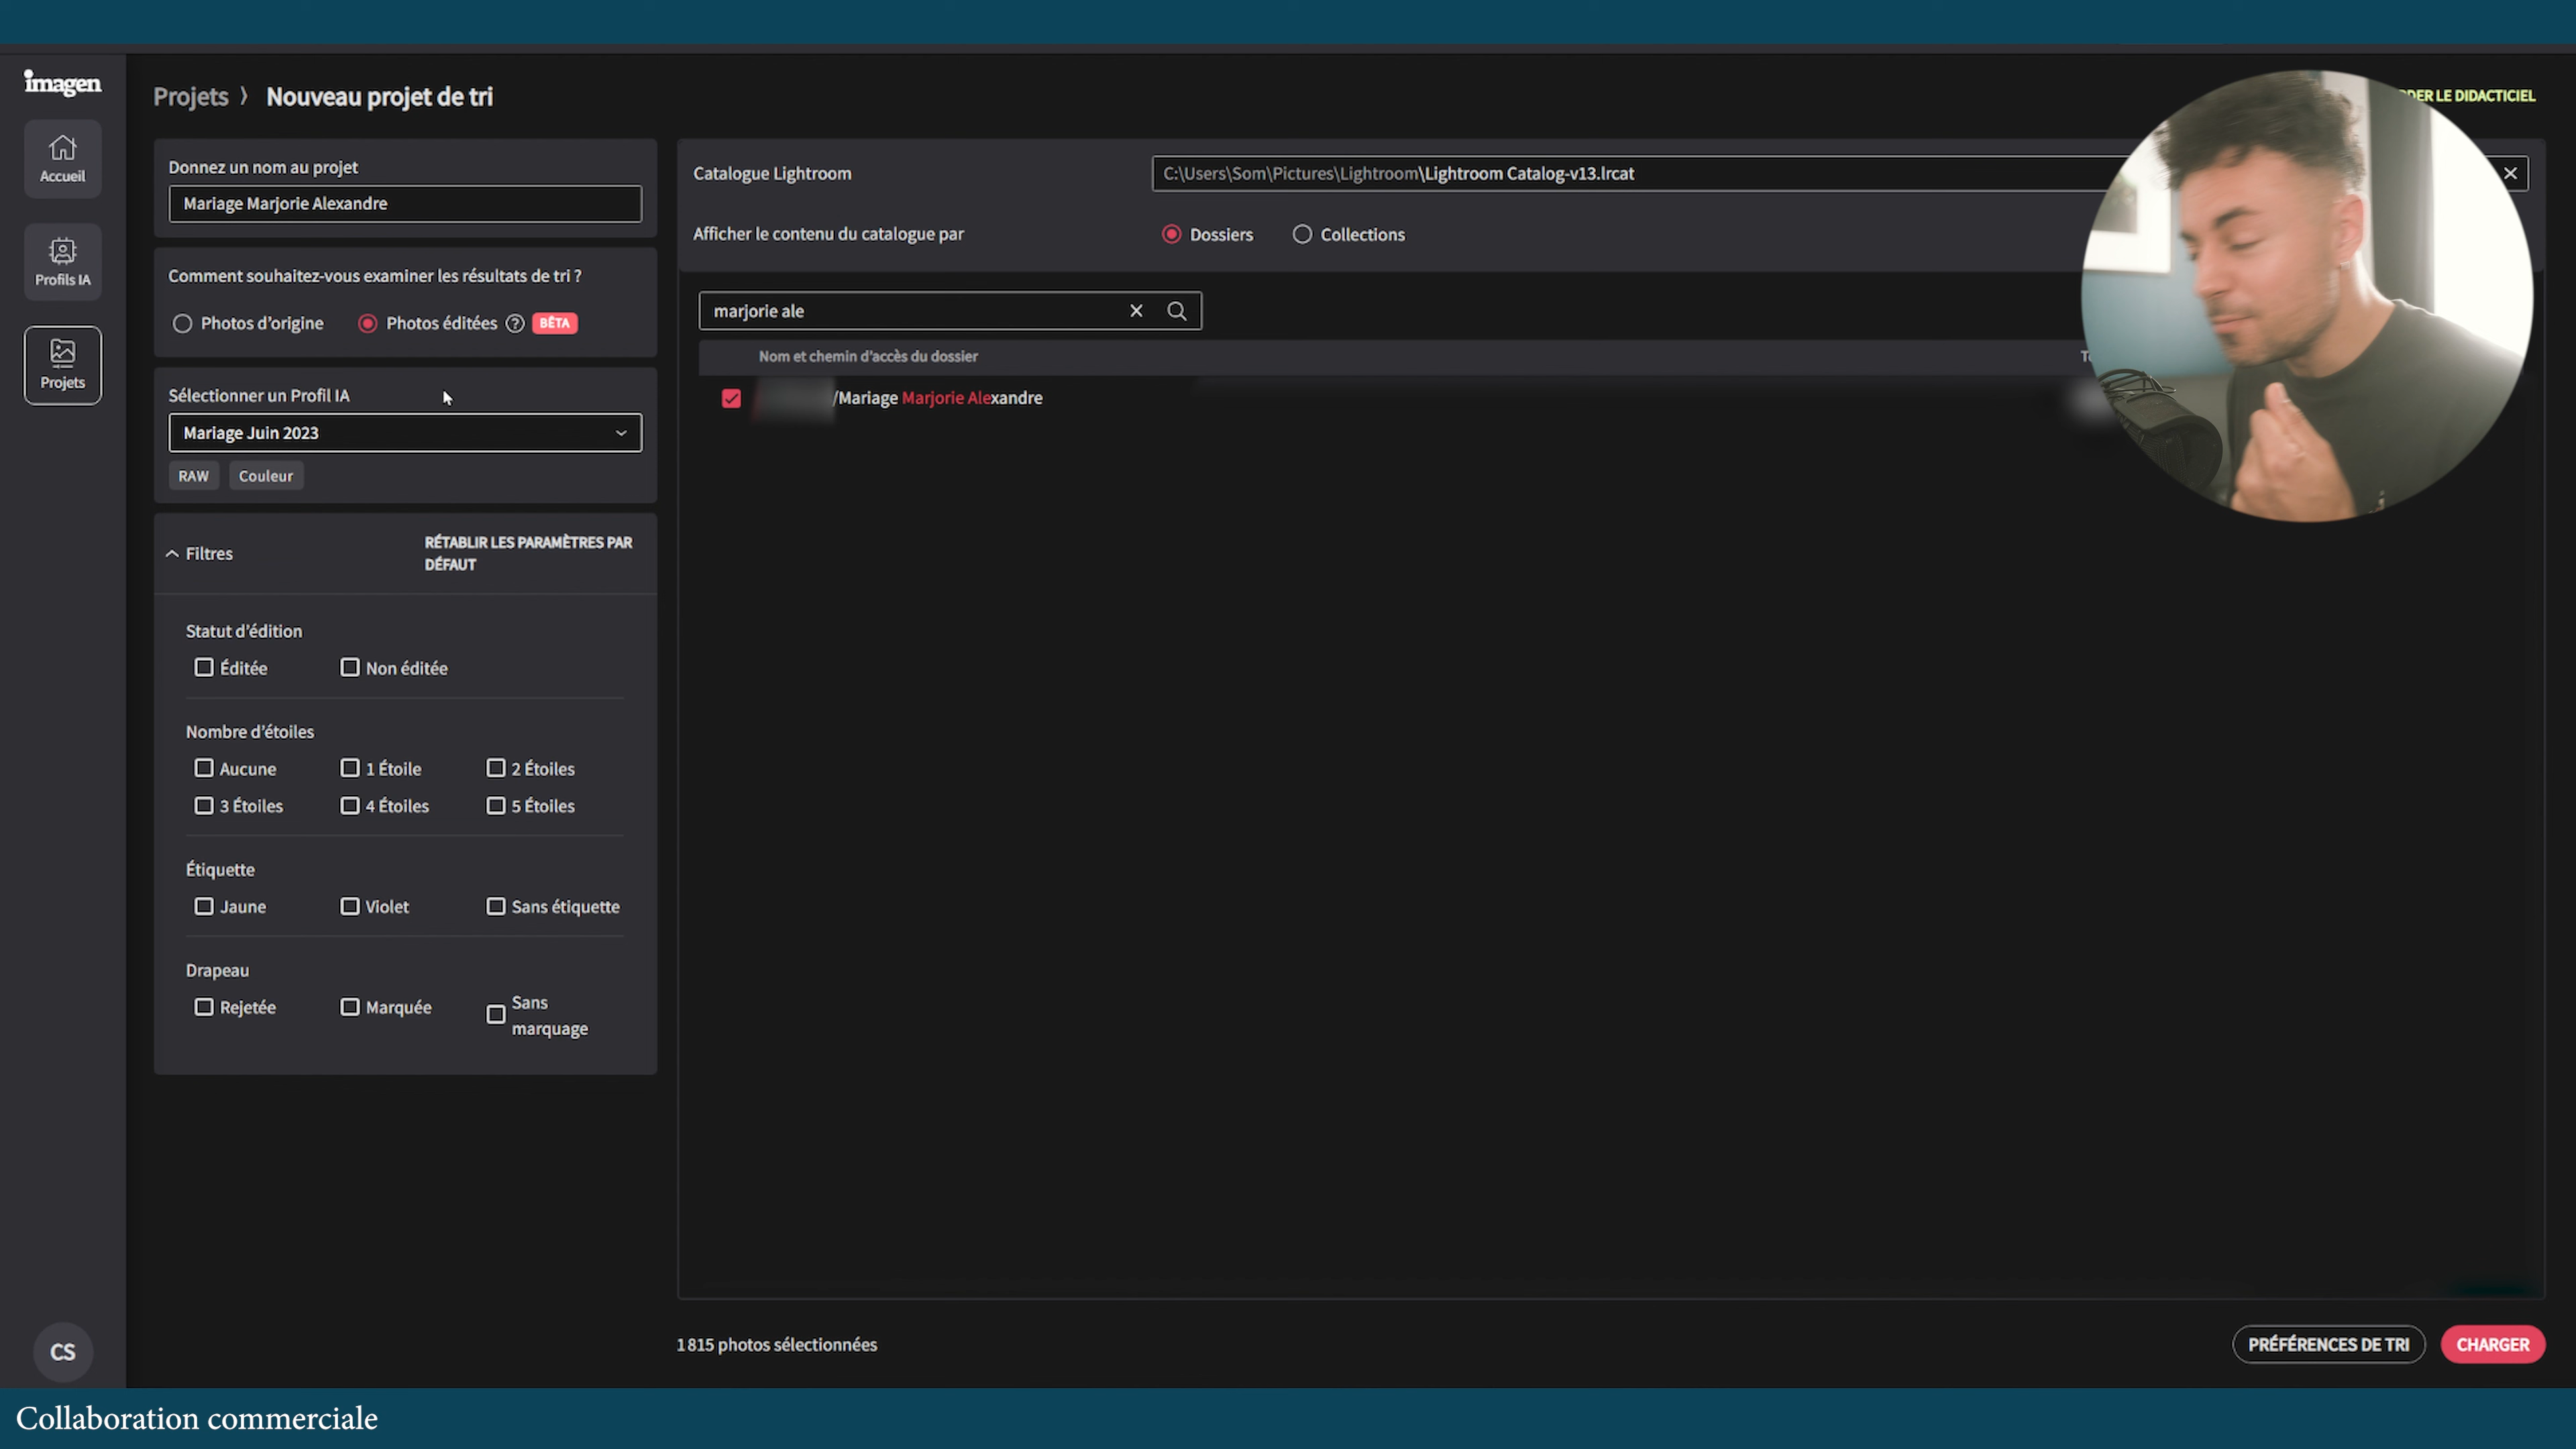 imagen
Accueil
Profils IA
Projets
CS
Projets 〉 Nouveau projet de tri
DER LE DIDACTICIEL
Donnez un nom au projet
Mariage Marjorie Alexandre
Comment souhaitez-vous examiner les résultats de tri ?
Photos d'origine
Photos éditées ? BÊTA
Sélectionner un Profil IA
Mariage Juin 2023
RAW
Couleur
Filtres
RÉTABLIR LES PARAMÈTRES PAR
DÉFAUT
Statut d'édition
Éditée
Non éditée
Nombre d'étoiles
Aucune
1 Étoile
2 Étoiles
3 Étoiles
4 Étoiles
5 Étoiles
Étiquette
Jaune
Violet
Sans étiquette
Drapeau
Rejetée
Marquée
Sans
marquage
Catalogue Lightroom
C:\Users\Som\Pictures\Lightroom\Lightroom Catalog-v13.lrcat
Afficher le contenu du catalogue par
Dossiers
Collections
marjorie ale
Nom et chemin d'accès du dossier
/Mariage Marjorie Alexandre
1 815 photos sélectionnées
PRÉFÉRENCES DE TRI
CHARGER
Collaboration commerciale